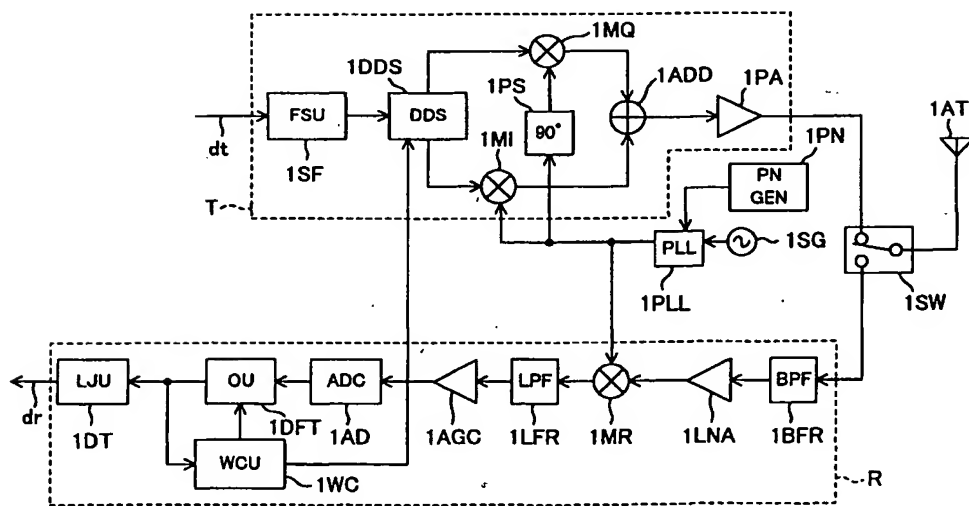 1MQ
1DDS
1PS
1ADD
1PA
1AT
FSU
DDS
90°
1MI
1PN
dt
1SF
PN
GEN
T
PLL
1SG
1PLL
1SW
LJU
OU
ADC
LPF
BPF
dr
1DT
1DFT
1AD
1AGC
1LFR
1MR
1LNA
1BFR
WCU
1WC
R